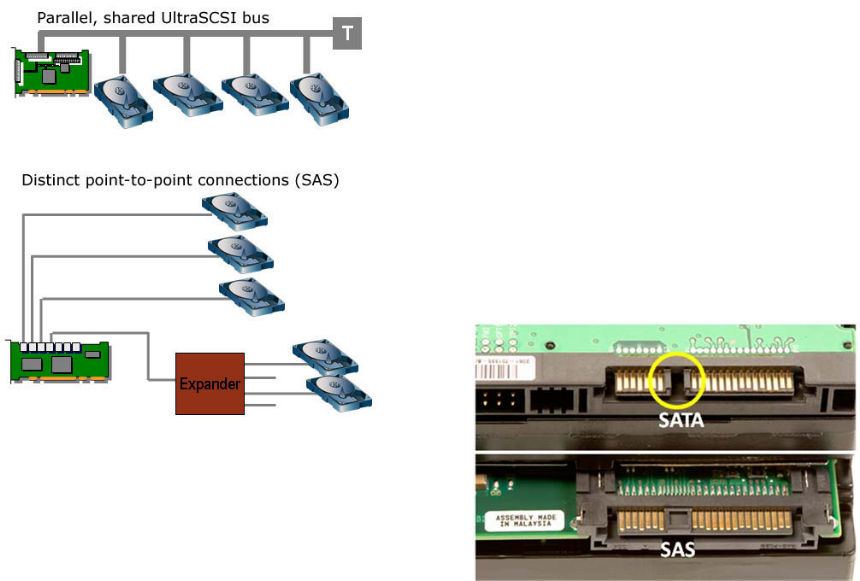 Parallel, shared UltraSCSI bus
T
Distinct point-to-point connections (SAS)
Expander
SATA
ASSEMBLY MADE
IN MALAYSIA
SAS